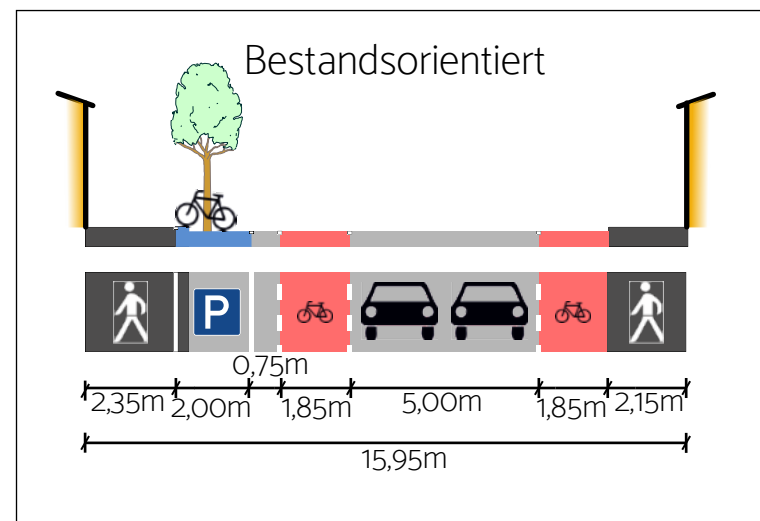 Bestandsorientiert
P
0,75m
2,35m 2,00m 1,85m 5,00m 1,85m 2,15m
15,95m